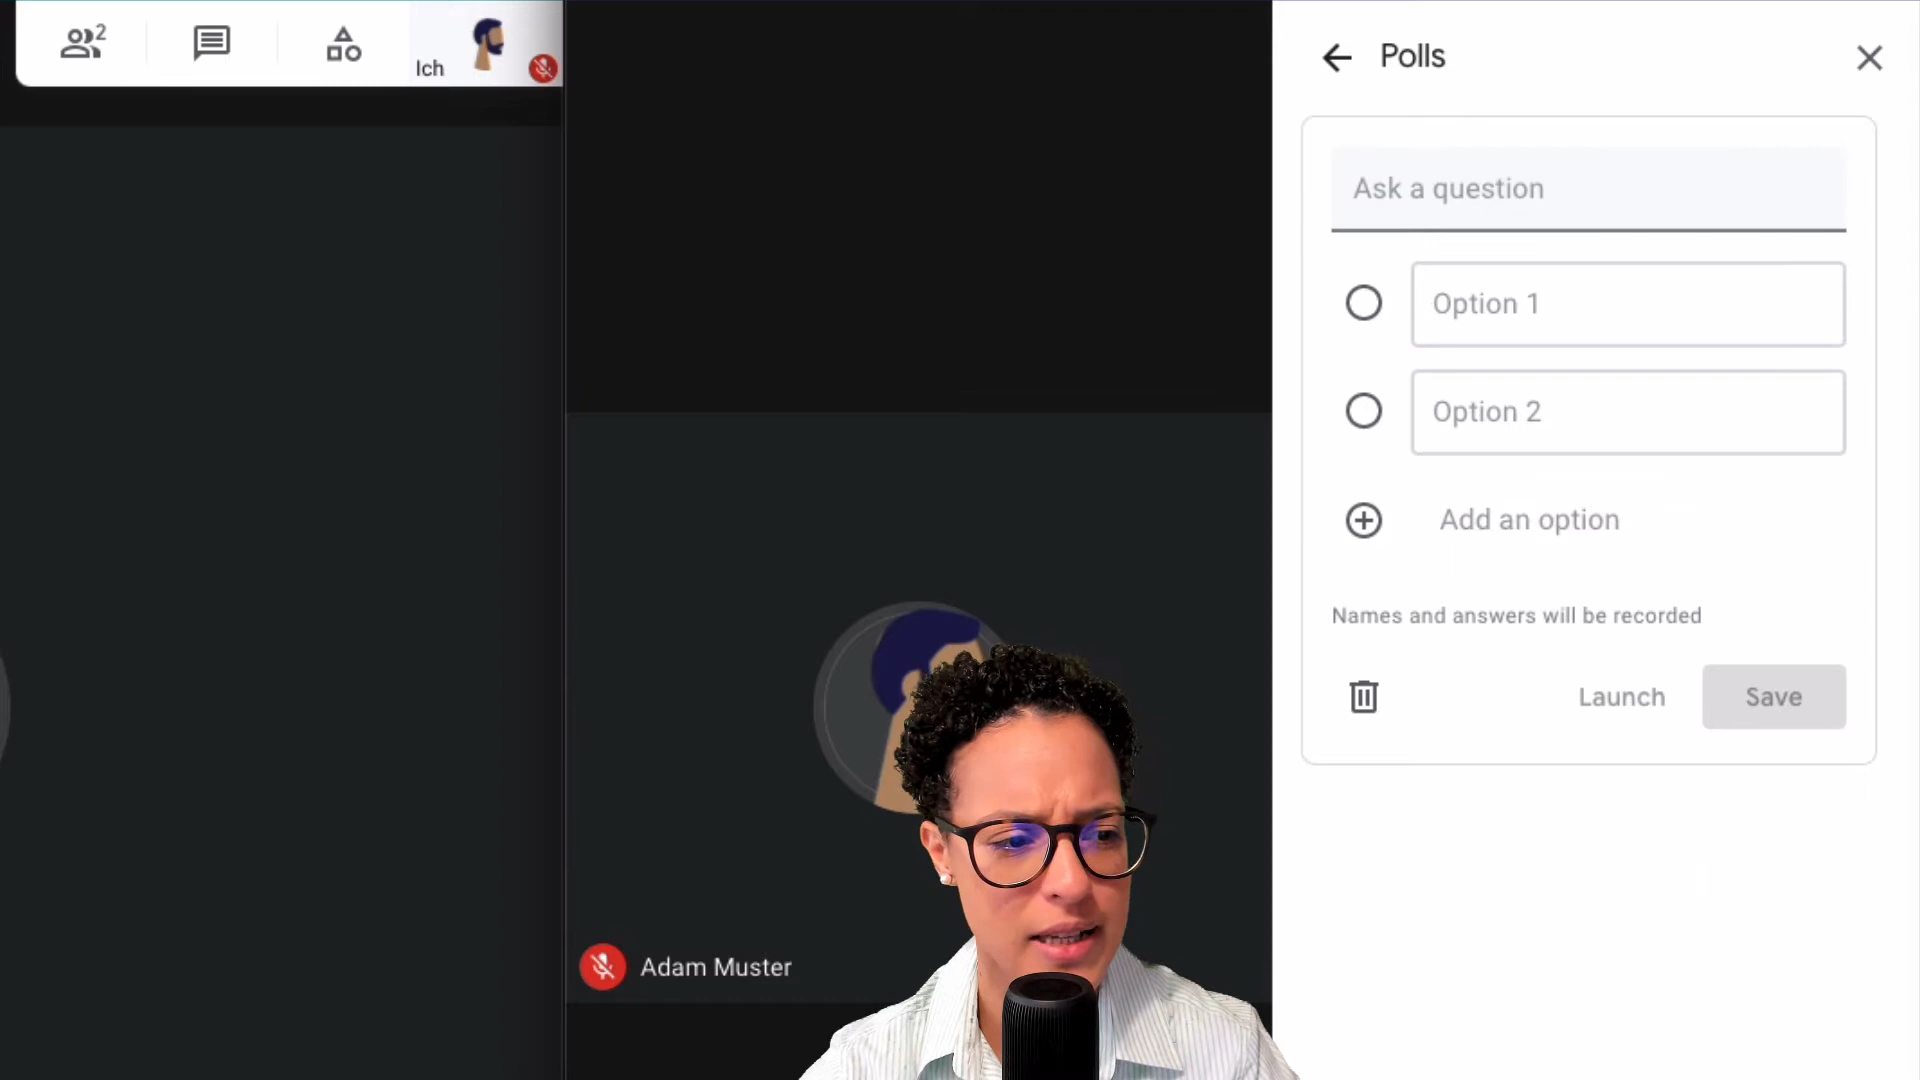 2
Ich
Polls
Ask a question
Option 1
Option 2
Add an option
Names and answers will be recorded
Launch
Save
Adam Muster